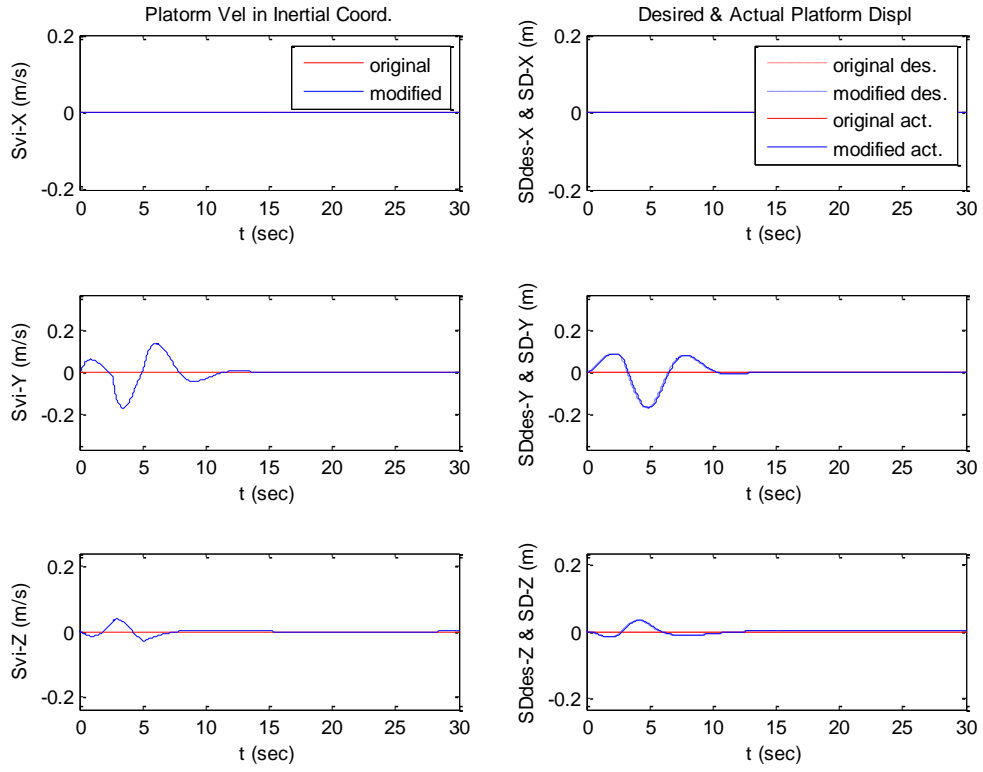 Platorm Vel in Inertial Coord.
0.2
0
-0.2
Svi-X (m/s)
original
modified
0 5 10 15 20 25 30
t (sec)
Desired & Actual Platform Displ
0.2
0
-0.2
SDdes-X & SD-X (m)
original des.
modified des.
original act.
modified act.
0 5 10 15 20 25 30
t (sec)
0.2
0
-0.2
Svi-Y (m/s)
0 5 10 15 20 25 30
t (sec)
0.2
0
-0.2
SDdes-Y & SD-Y (m)
0 5 10 15 20 25 30
t (sec)
0.2
0
-0.2
Svi-Z (m/s)
0 5 10 15 20 25 30
t (sec)
0.2
0
-0.2
SDdes-Z & SD-Z (m)
0 5 10 15 20 25 30
t (sec)